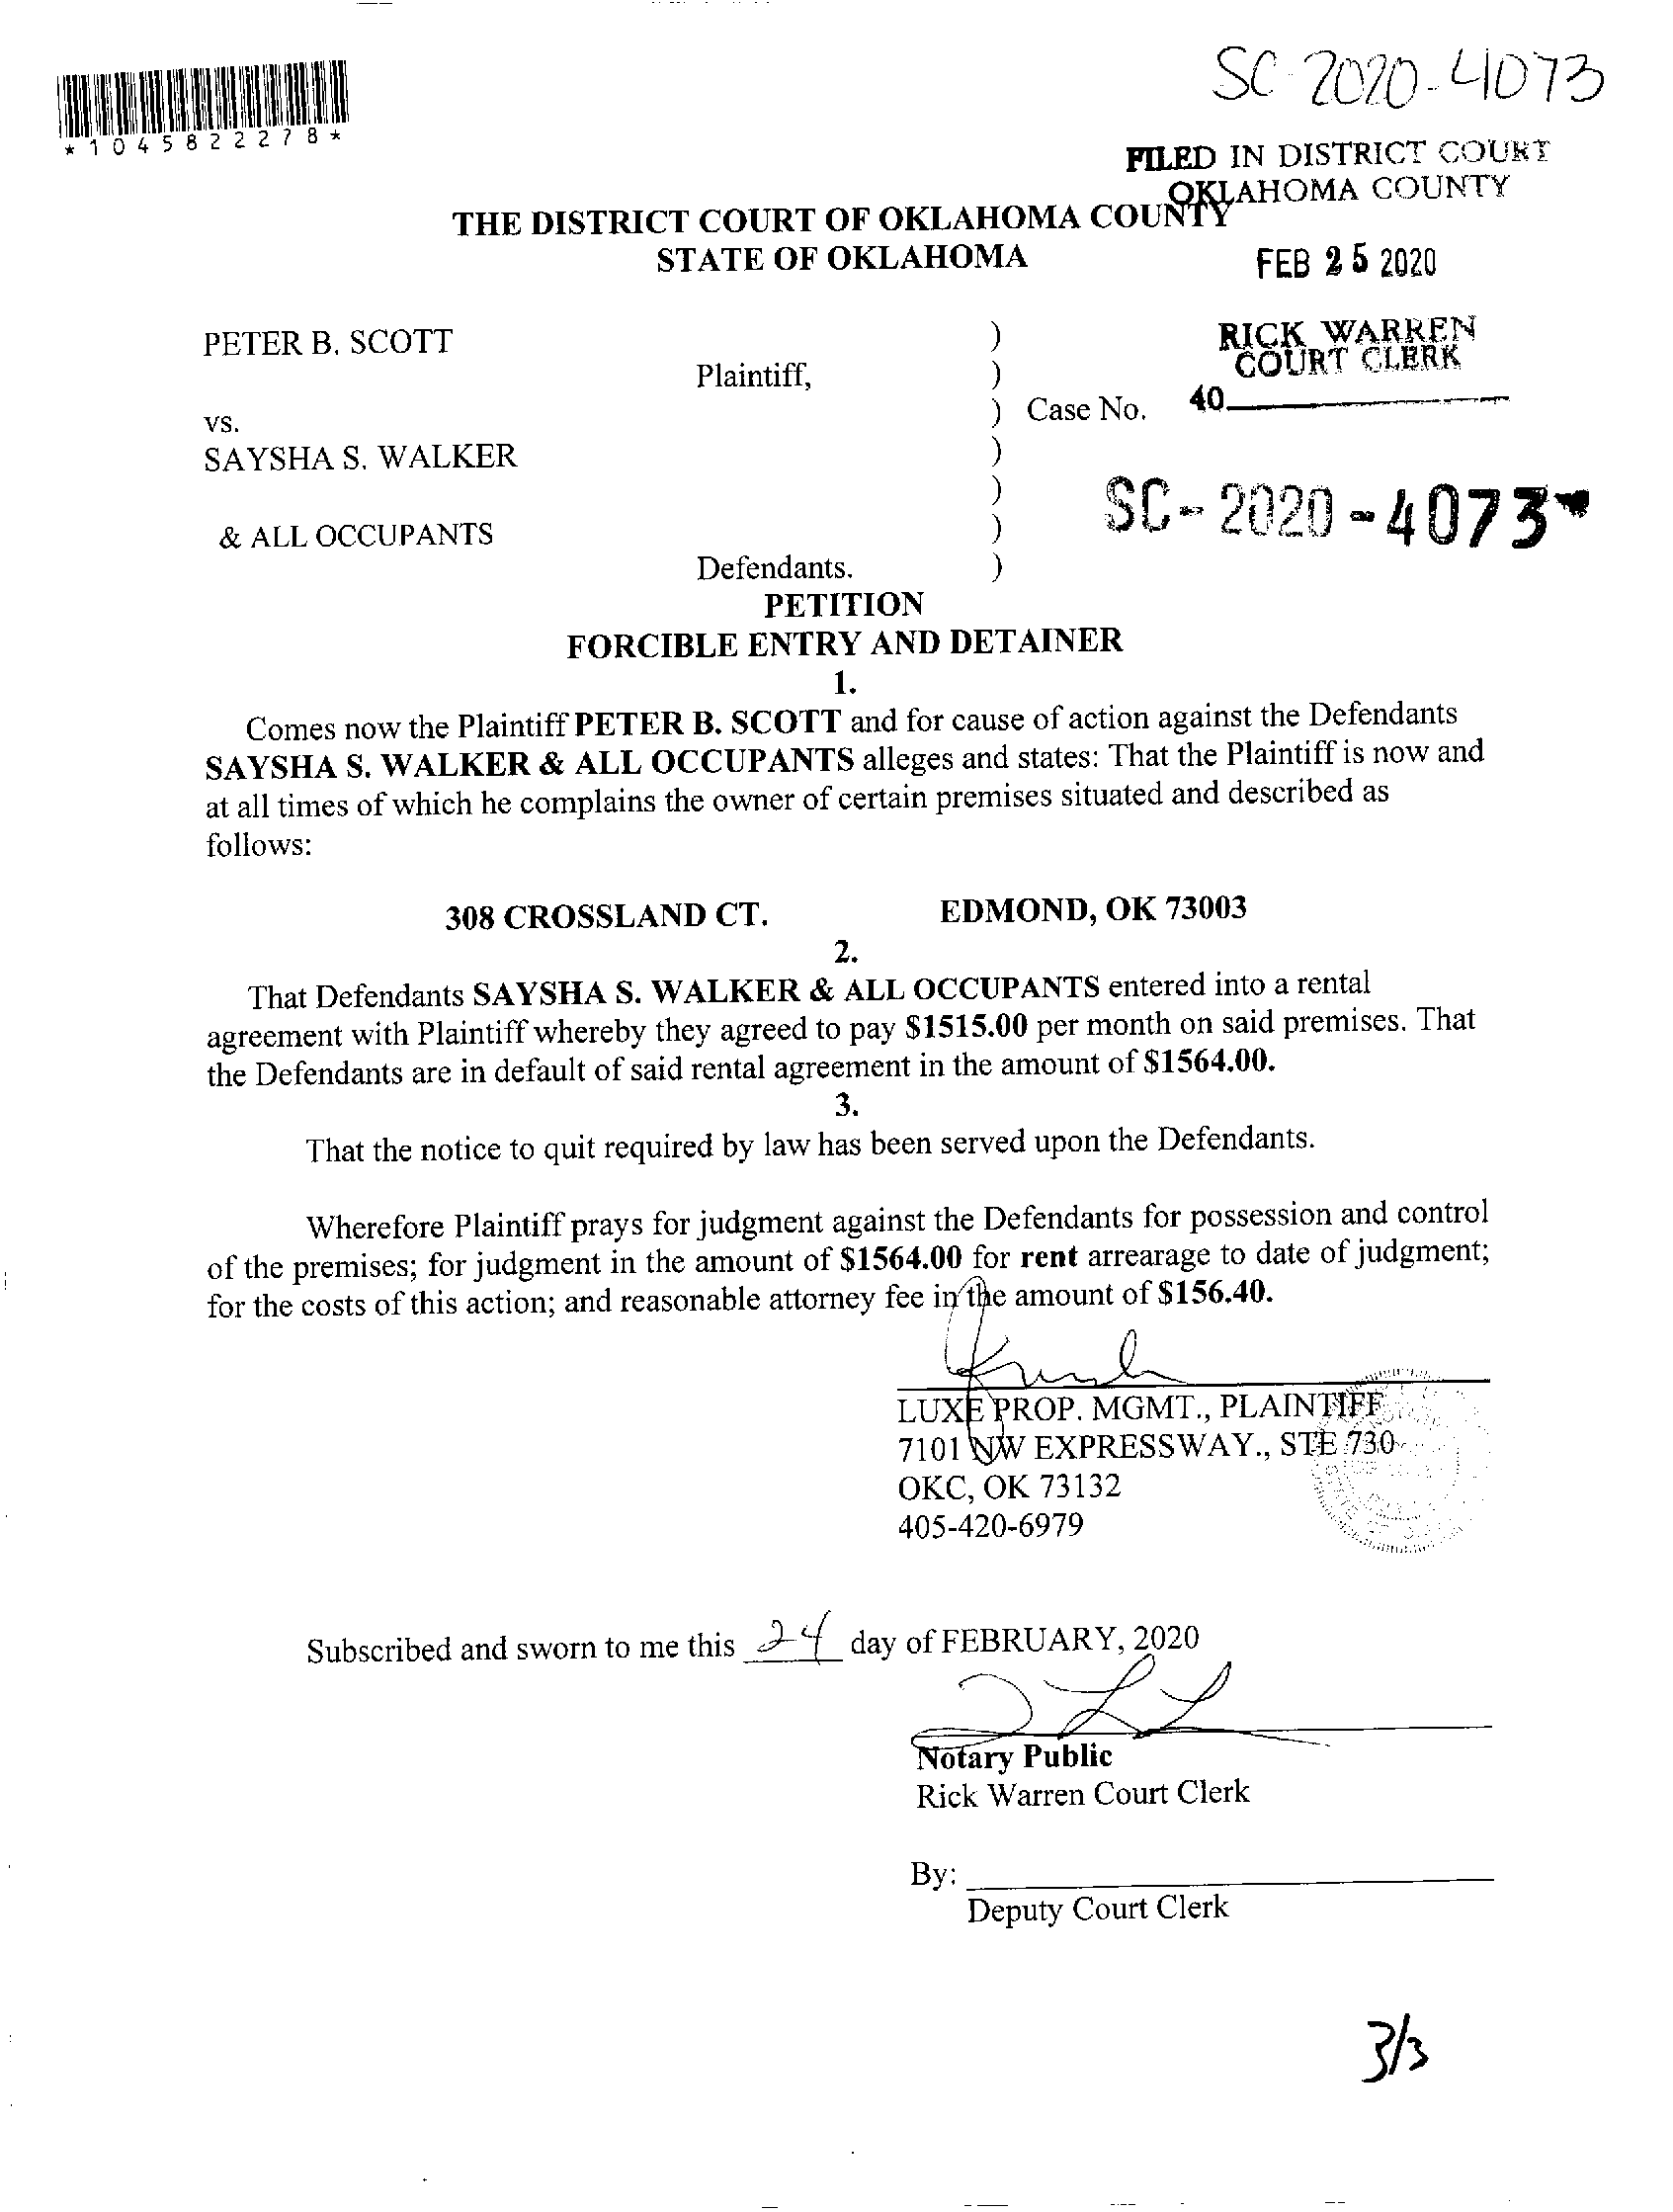 SC-2020-4073
*1045822278*
FILED IN DISTRICT COURT
OKLAHOMA COUNTY
THE DISTRICT COURT OF OKLAHOMA COUNTY
STATE OF OKLAHOMA
FEB 25 2020
PETER B. SCOTT )
RICK WARREN
COURT CLERK
Plaintiff, )
) Case No. 40
vs.
SAYSHA S. WALKER )
)
SC-2020-4073
& ALL OCCUPANTS )
Defendants. )
PETITION
FORCIBLE ENTRY AND DETAINER
1.
Comes now the Plaintiff PETER B. SCOTT and for cause of action against the Defendants
SAYSHA S. WALKER & ALL OCCUPANTS alleges and states: That the Plaintiff is now and
at all times of which he complains the owner of certain premises situated and described as
follows:
308 CROSSLAND CT. EDMOND, OK 73003
2.
That Defendants SAYSHA S. WALKER & ALL OCCUPANTS entered into a rental
agreement with Plaintiff whereby they agreed to pay $1515.00 per month on said premises. That
the Defendants are in default of said rental agreement in the amount of $1564.00.
3.
That the notice to quit required by law has been served upon the Defendants.
Wherefore Plaintiff prays for judgment against the Defendants for possession and control
of the premises; for judgment in the amount of $1564.00 for rent arrearage to date of judgment;
for the costs of this action; and reasonable attorney fee in the amount of $156.40.
LUXE PROP. MGMT., PLAINTIFF
7101 NW EXPRESSWAY., STE 730
OKC, OK 73132
405-420-6979
Subscribed and sworn to me this 24 day of FEBRUARY, 2020
Notary Public
Rick Warren Court Clerk
By:
Deputy Court Clerk
3/3